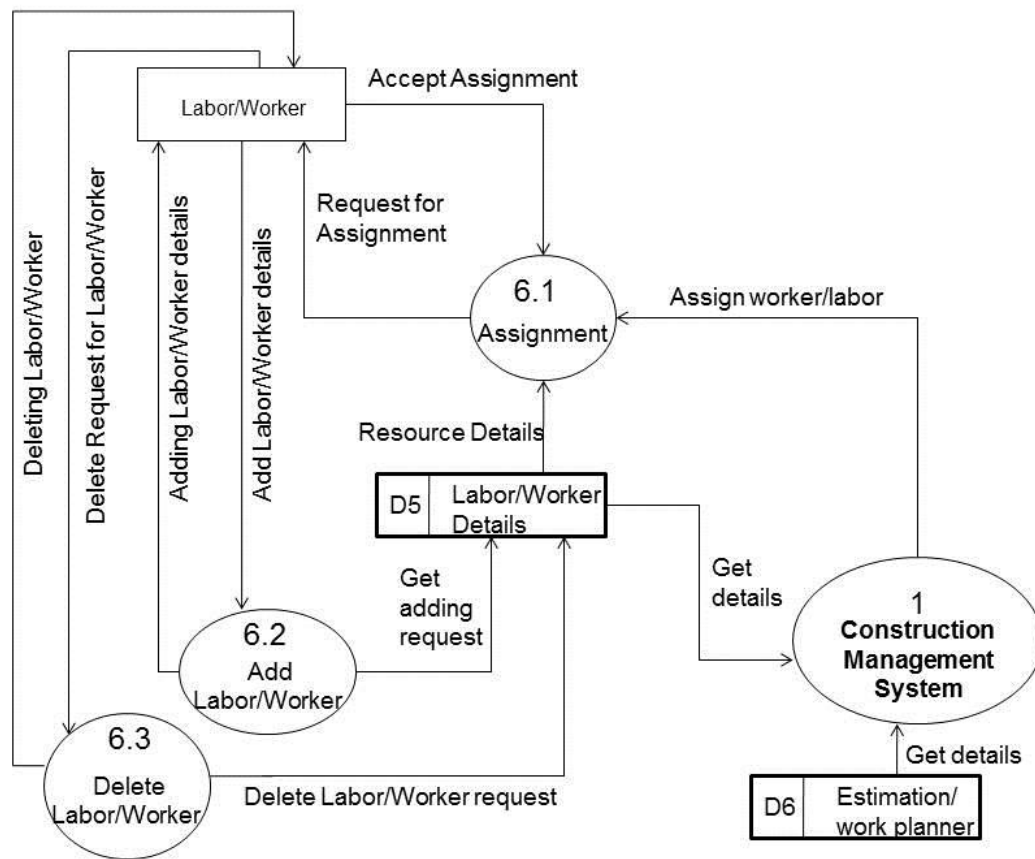 Accept Assignment
Labor/Worker
Request for
Assignment
Deleting Labor/Worker
Delete Request for Labor/Worker
Adding Labor/Worker details
Add Labor/Worker details
6.1
Assignment
Assign worker/labor
Resource Details
D5
Labor/Worker
Details
Get
adding
request
Get
details
1
Construction
Management
System
6.2
Add
Labor/Worker
6.3
Delete
Labor/Worker
Delete Labor/Worker request
Get details
D6
Estimation/
work planner